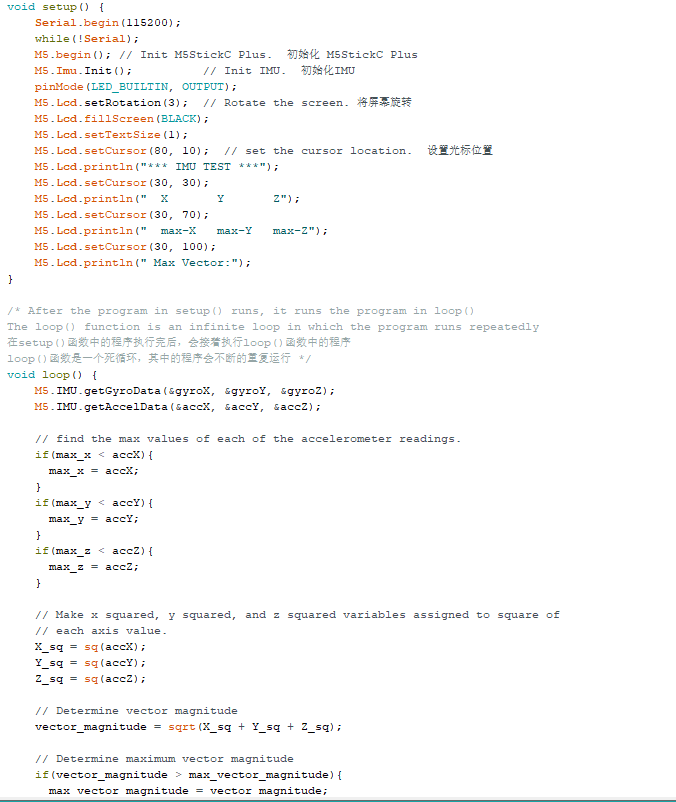 void setup() {
    Serial.begin(115200);
    while(!Serial);
    M5.begin(); // Init M5StickC Plus.  初始化 M5StickC Plus
    M5.Imu.Init();          // Init IMU.  初始化IMU
    pinMode(LED_BUILTIN, OUTPUT);
    M5.Lcd.setRotation(3);  // Rotate the screen. 将屏幕旋转
    M5.Lcd.fillScreen(BLACK);
    M5.Lcd.setTextSize(1);
    M5.Lcd.setCursor(80, 10);  // set the cursor location.  设置光标位置
    M5.Lcd.println("*** IMU TEST ***");
    M5.Lcd.setCursor(30, 30);
    M5.Lcd.println("  X       Y       Z");
    M5.Lcd.setCursor(30, 70);
    M5.Lcd.println("  max-X   max-Y   max-Z");
    M5.Lcd.setCursor(30, 100);
    M5.Lcd.println(" Max Vector:");
}
/* After the program in setup() runs, it runs the program in loop()
The loop() function is an infinite loop in which the program runs repeatedly
在setup()函数中的程序执行完后，会接着执行loop()函数中的程序
loop()函数是一个死循环，其中的程序会不断的重复运行 */
void loop() {
    M5.IMU.getGyroData(&gyroX, &gyroY, &gyroZ);
    M5.IMU.getAccelData(&accX, &accY, &accZ);
    // find the max values of each of the accelerometer readings.
    if(max_x < accX){
      max_x = accX;
    }
    if(max_y < accY){
      max_y = accY;
    }
    if(max_z < accZ){
      max_z = accZ;
    }
    // Make x squared, y squared, and z squared variables assigned to square of
    // each axis value.
    X_sq = sq(accX);
    Y_sq = sq(accY);
    Z_sq = sq(accZ);
    // Determine vector magnitude
    vector_magnitude = sqrt(X_sq + Y_sq + Z_sq);
    // Determine maximum vector magnitude
    if(vector_magnitude > max_vector_magnitude){
      max_vector_magnitude = vector_magnitude;